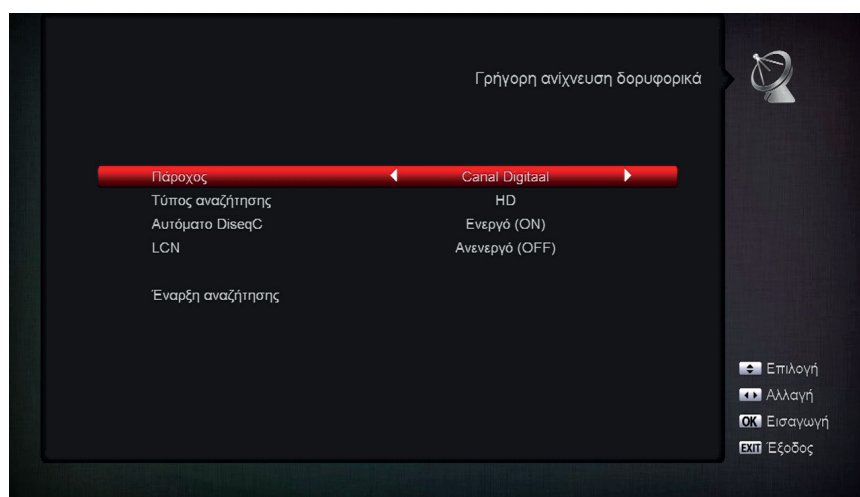 Γρήγορη ανίχνευση δορυφορικά
Πάροχος Canal Digitaal
Τύπος αναζήτησης HD
Αυτόματο DiseqC Ενεργό (ON)
LCN Ανενεργό (OFF)
Έναρξη αναζήτησης
Επιλογή
Αλλαγή
OK Εισαγωγή
EXIT Έξοδος